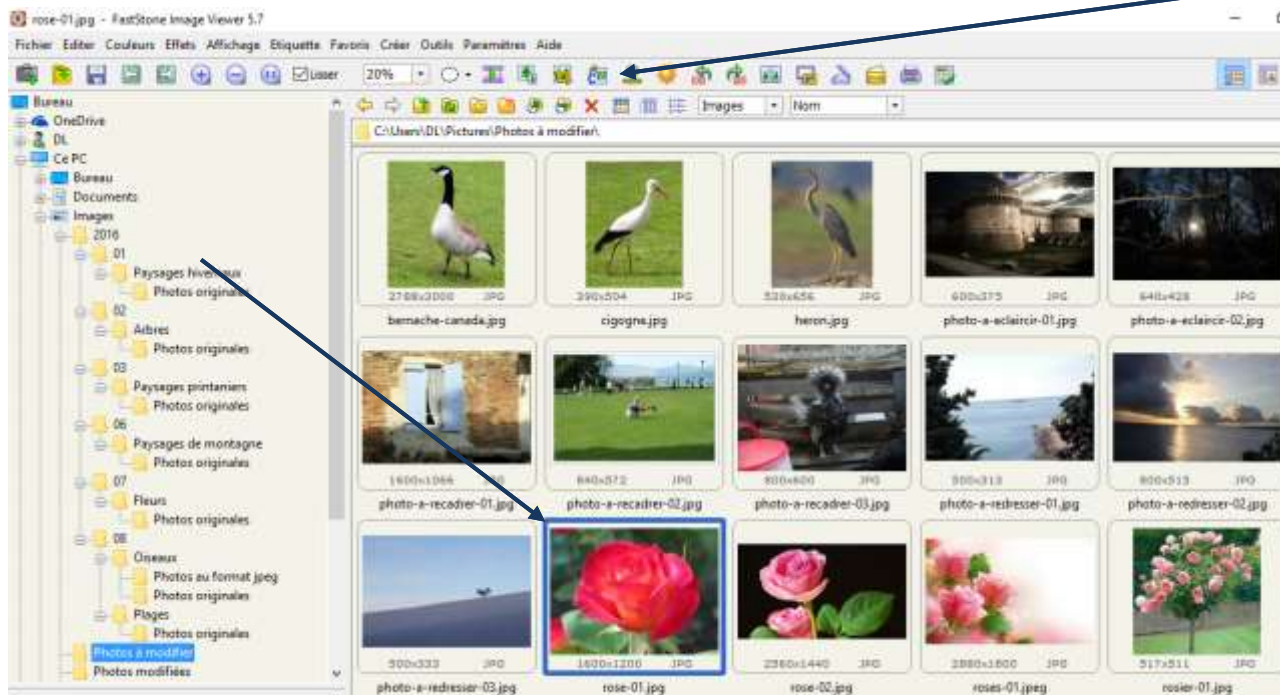 rose-01.jpg - FastStone Image Viewer 5.7
Fichier Editer Couleurs Effets Affichage Etiquette Favoris Créer Outils Paramètres Aide
Lisser 20%
Images Nom
C:\Users\DL\Pictures\Photos à modifier\
Bureau
OneDrive
DL
Ce PC
Bureau
Documents
Images
2016
01
Paysages hivernaux
Photos originales
02
Arbres
Photos originales
03
Paysages printaniers
Photos originales
06
Paysages de montagne
Photos originales
07
Fleurs
Photos originales
08
Oiseaux
Photos au format jpeg
Photos originales
Plages
Photos originales
Photos à modifier
Photos modifiées
2788x3000 JPG 390x504 JPG 530x656 JPG 600x375 JPG 640x428 JPG
bernache-canada.jpg cigogne.jpg heron.jpg photo-a-eclaircir-01.jpg photo-a-eclaircir-02.jpg
1600x1066 JPG 640x572 JPG 800x600 JPG 500x313 JPG 800x513 JPG
photo-a-recadrer-01.jpg photo-a-recadrer-02.jpg photo-a-recadrer-03.jpg photo-a-redresser-01.jpg photo-a-redresser-02.jpg
500x333 JPG 1600x1200 JPG 2560x1440 JPG 2880x1800 JPG 517x511 JPG
photo-a-redresser-03.jpg rose-01.jpg rose-02.jpg roses-01.jpeg rosier-01.jpg